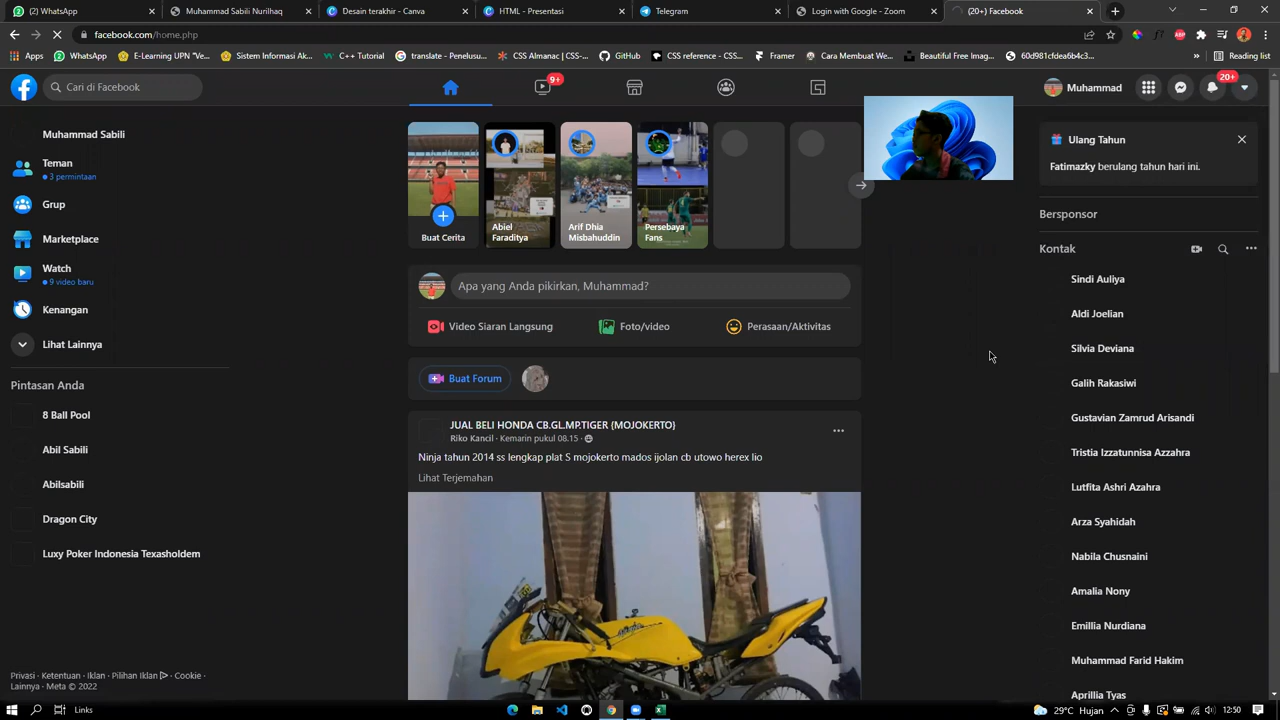 (2) WhatsApp
Muhammad Sabili Nurilhaq
Desain terakhir - Canva
HTML - Presentasi
Telegram
Login with Google - Zoom
(20+) Facebook
facebook.com/home.php
Apps
WhatsApp
E-Learning UPN "Ve...
Sistem Informasi Ak...
C++ Tutorial
translate - Penelusu...
CSS Almanac | CSS-...
GitHub
CSS reference - CSS...
Framer
Cara Membuat We...
Beautiful Free Imag...
60d981cfdea6b4c3...
»
Reading list
Cari di Facebook
9+
Muhammad
20+
Muhammad Sabili
Teman
3 permintaan
Grup
Marketplace
Watch
9 video baru
Kenangan
Lihat Lainnya
Pintasan Anda
8 Ball Pool
Abil Sabili
Abilsabili
Dragon City
Luxy Poker Indonesia Texasholdem
Privasi · Ketentuan · Iklan · Pilihan Iklan · Cookie ·
Lainnya · Meta © 2022
Buat Cerita
Abiel
Faraditya
Arif Dhia
Misbahuddin
Persebaya
Fans
Apa yang Anda pikirkan, Muhammad?
Video Siaran Langsung
Foto/video
Perasaan/Aktivitas
Buat Forum
JUAL BELI HONDA CB.GL.MP.TIGER {MOJOKERTO}
Riko Kancil · Kemarin pukul 08.15 ·
Ninja tahun 2014 ss lengkap plat S mojokerto mados ijolan cb utowo herex lio
Lihat Terjemahan
Ulang Tahun
Fatimazky berulang tahun hari ini.
Bersponsor
Kontak
Sindi Auliya
Aldi Joelian
Silvia Deviana
Galih Rakasiwi
Gustavian Zamrud Arisandi
Tristia Izzatunnisa Azzahra
Lutfita Ashri Azahra
Arza Syahidah
Nabila Chusnaini
Amalia Nony
Emillia Nurdiana
Muhammad Farid Hakim
Aprillia Tyas
Links
29°C Hujan
12:50